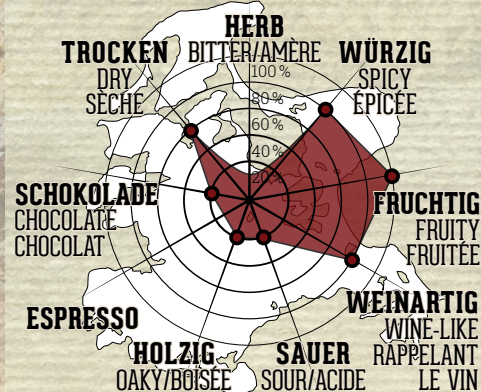 HERB
BITTER/AMÈRE
TROCKEN
DRY
SÈCHE
WÜRZIG
SPICY
ÉPICÉE
100%
80%
60%
40%
20%
SCHOKOLADE
CHOCOLATE
CHOCOLAT
FRUCHTIG
FRUITY
FRUITÉE
ESPRESSO
WEINARTIG
WINE-LIKE
RAPPELANT
LE VIN
HOLZIG
OAKY/BOISÉE
SAUER
SOUR/ACIDE